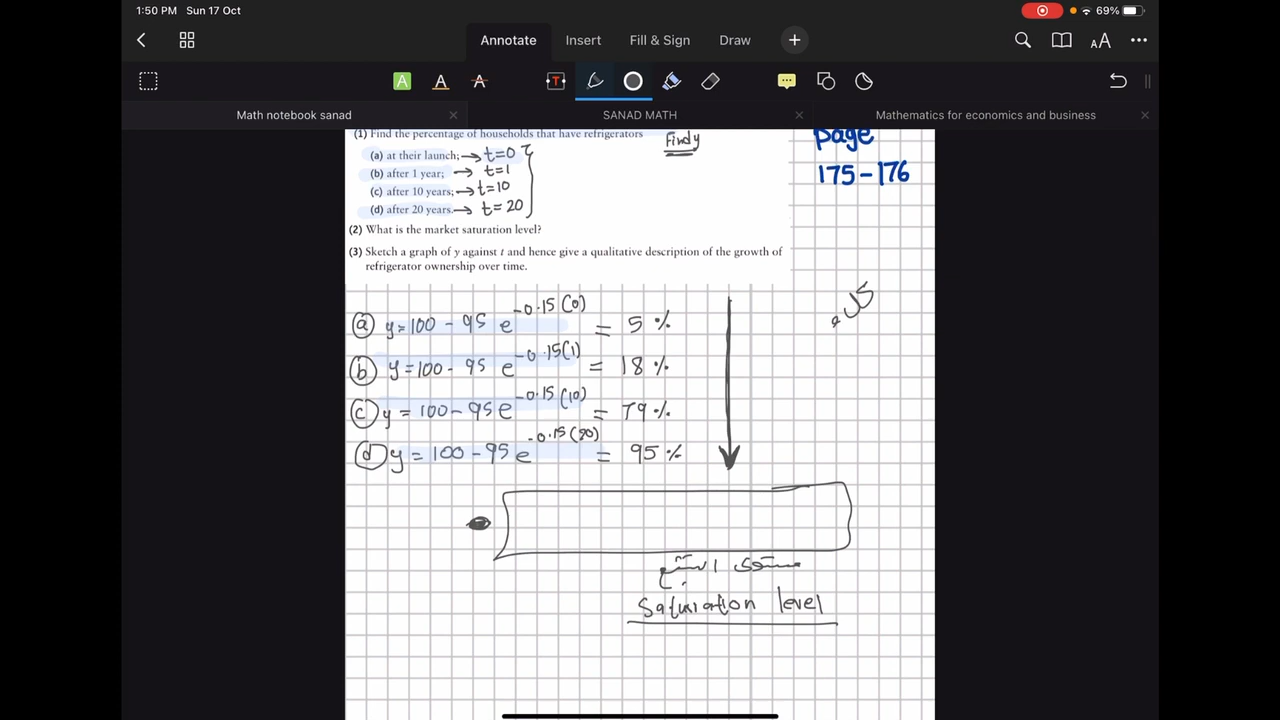 1:50 PM Sun 17 Oct
69%
Annotate Insert Fill & Sign Draw
AA
A A A T
Math notebook sanad
SANAD MATH
Mathematics for economics and business
(1) Find the percentage of households that have refrigerators
Find y
page
175-176
(a) at their launch; → t=0
(b) after 1 year; → t=1
(c) after 10 years; → t=10
(d) after 20 years. → t=20
(2) What is the market saturation level?
(3) Sketch a graph of y against t and hence give a qualitative description of the growth of
refrigerator ownership over time.
(a) y=100-95 e^-0.15(0) = 5%
(b) y=100-95 e^-0.15(1) = 18%
(c) y=100-95e^-0.15(10) = 79%
(d) y=100-95e^-0.15(20) = 95%
Saturation level